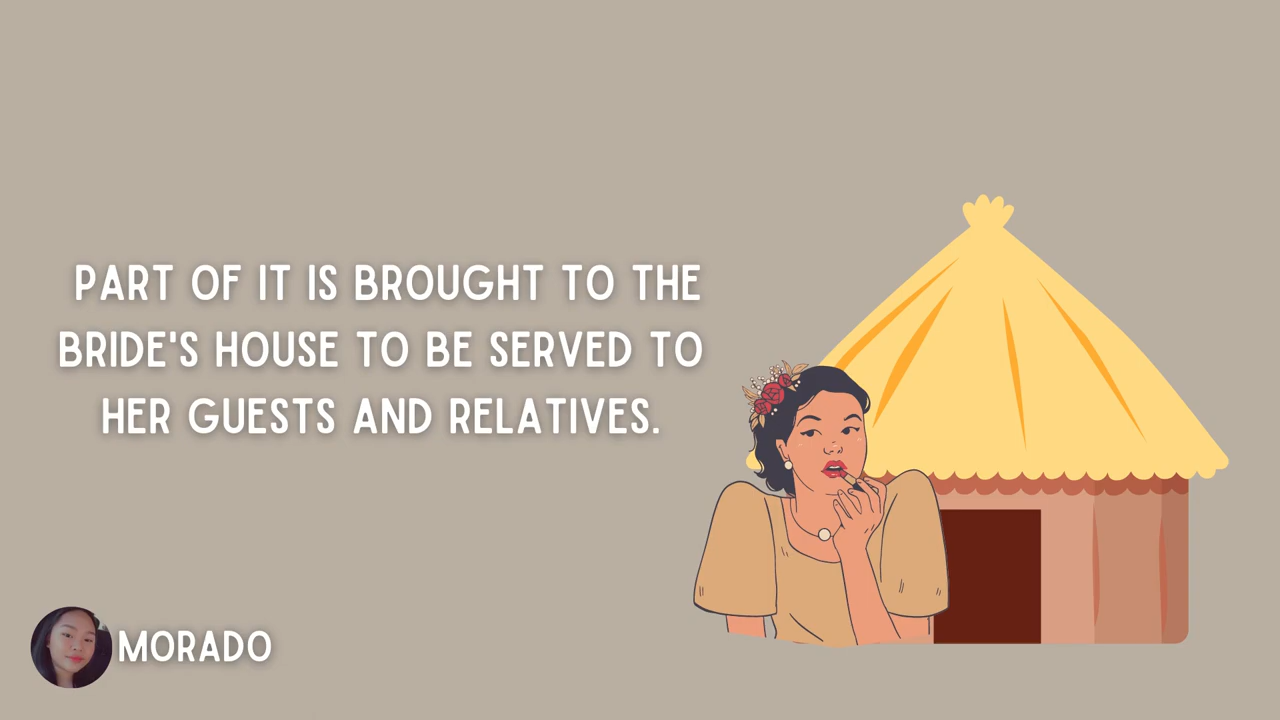 PART OF IT IS BROUGHT TO THE
BRIDE'S HOUSE TO BE SERVED TO
HER GUESTS AND RELATIVES.
MORADO